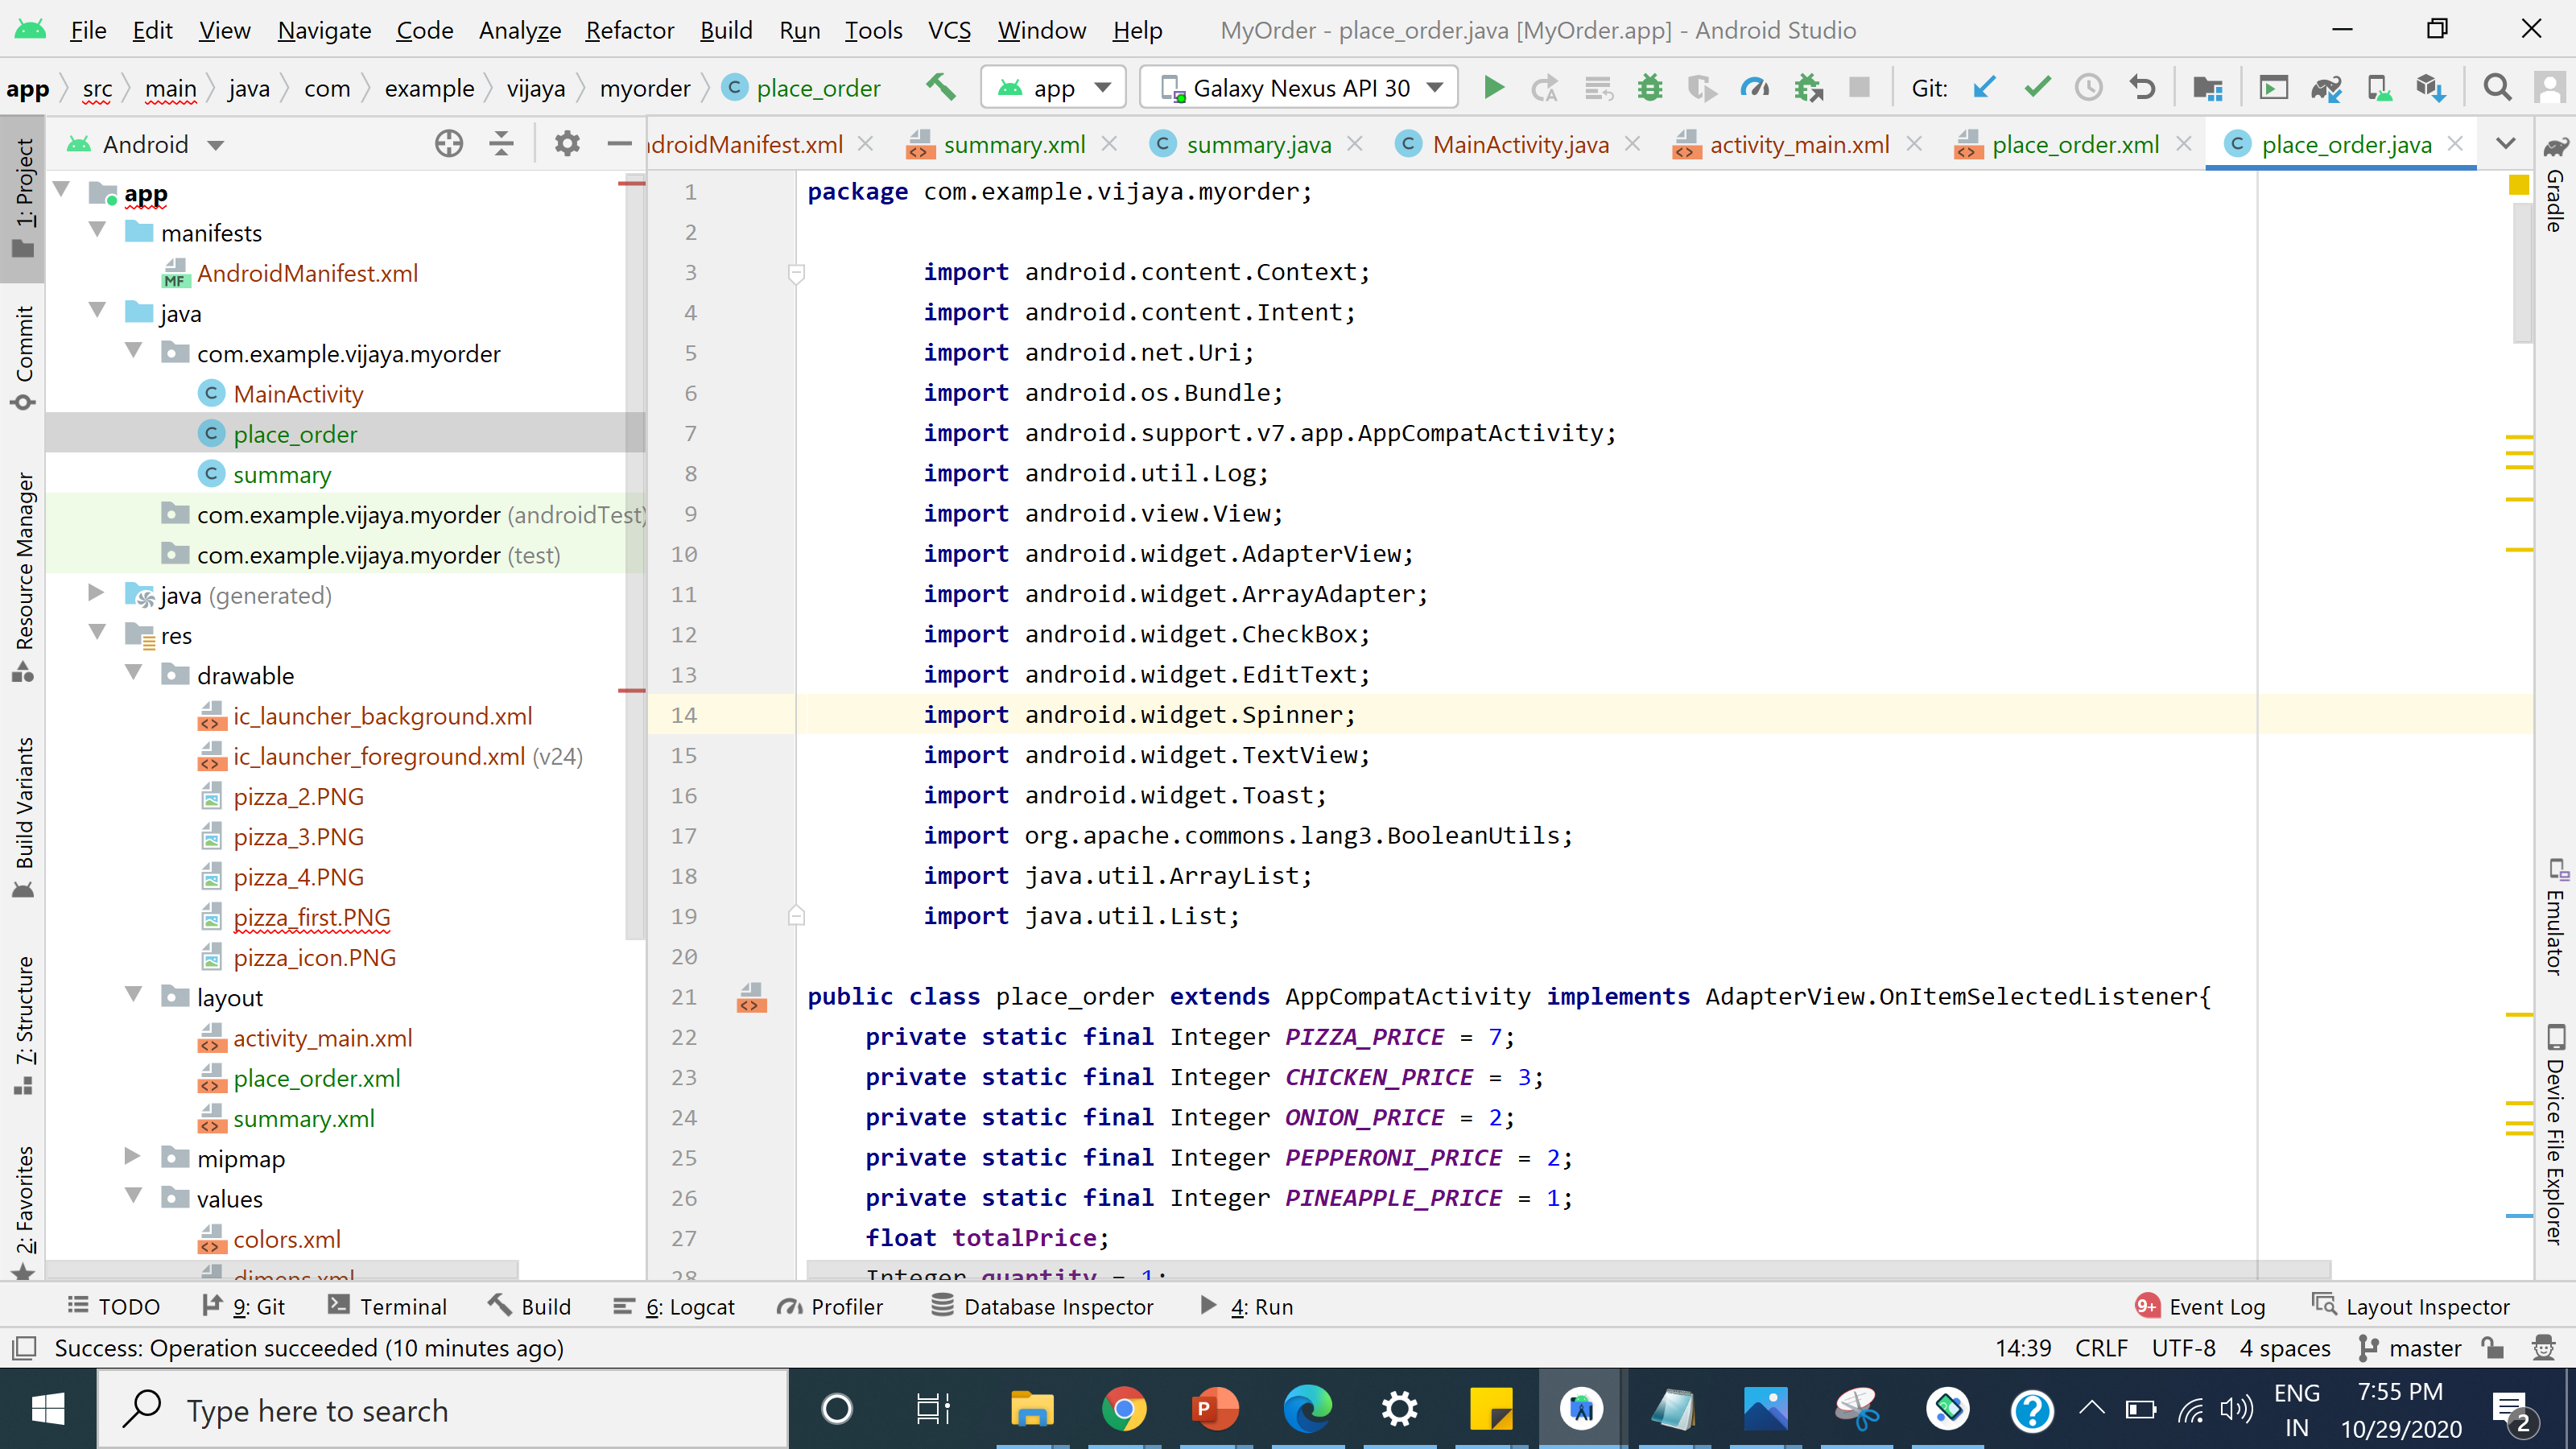 File Edit View Navigate Code Analyze Refactor Build Run Tools VCS Window Help MyOrder - place_order.java [MyOrder.app] - Android Studio
app src main java com example vijaya myorder place_order app Galaxy Nexus API 30 Git:
Android
ndroidManifest.xml summary.xml summary.java MainActivity.java activity_main.xml place_order.xml place_order.java
1: Project
Commit
Resource Manager
Build Variants
7: Structure
2: Favorites
app
manifests
AndroidManifest.xml
java
com.example.vijaya.myorder
MainActivity
place_order
summary
com.example.vijaya.myorder (androidTest)
com.example.vijaya.myorder (test)
java (generated)
res
drawable
ic_launcher_background.xml
ic_launcher_foreground.xml (v24)
pizza_2.PNG
pizza_3.PNG
pizza_4.PNG
pizza_first.PNG
pizza_icon.PNG
layout
activity_main.xml
place_order.xml
summary.xml
mipmap
values
colors.xml
dimens.xml
1 package com.example.vijaya.myorder;
2
3 import android.content.Context;
4 import android.content.Intent;
5 import android.net.Uri;
6 import android.os.Bundle;
7 import android.support.v7.app.AppCompatActivity;
8 import android.util.Log;
9 import android.view.View;
10 import android.widget.AdapterView;
11 import android.widget.ArrayAdapter;
12 import android.widget.CheckBox;
13 import android.widget.EditText;
14 import android.widget.Spinner;
15 import android.widget.TextView;
16 import android.widget.Toast;
17 import org.apache.commons.lang3.BooleanUtils;
18 import java.util.ArrayList;
19 import java.util.List;
20
21 public class place_order extends AppCompatActivity implements AdapterView.OnItemSelectedListener{
22 private static final Integer PIZZA_PRICE = 7;
23 private static final Integer CHICKEN_PRICE = 3;
24 private static final Integer ONION_PRICE = 2;
25 private static final Integer PEPPERONI_PRICE = 2;
26 private static final Integer PINEAPPLE_PRICE = 1;
27 float totalPrice;
28 Integer quantity = 1;
Gradle
Emulator
Device File Explorer
TODO 9: Git Terminal Build 6: Logcat Profiler Database Inspector 4: Run 9+ Event Log Layout Inspector
Success: Operation succeeded (10 minutes ago) 14:39 CRLF UTF-8 4 spaces master
Type here to search
ENG
IN
7:55 PM
10/29/2020
2